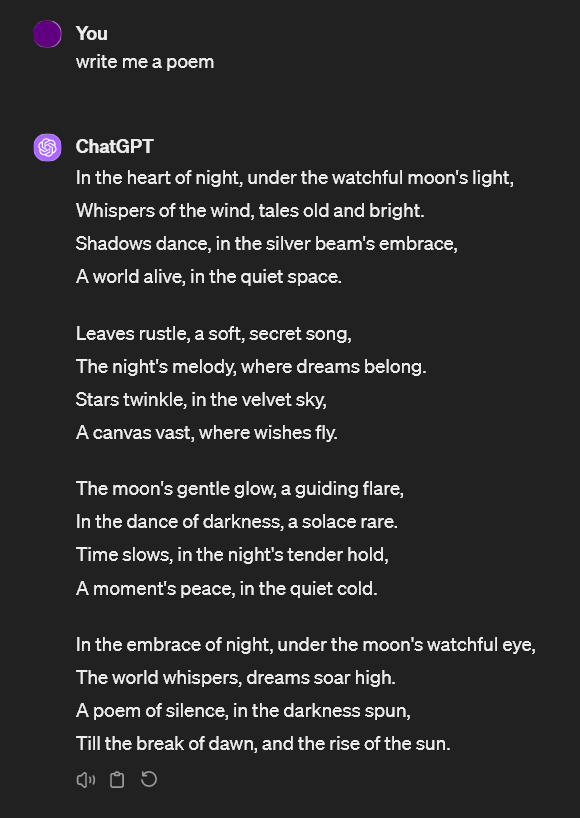 You
write me a poem
ChatGPT
In the heart of night, under the watchful moon's light,
Whispers of the wind, tales old and bright.
Shadows dance, in the silver beam's embrace,
A world alive, in the quiet space.
Leaves rustle, a soft, secret song,
The night's melody, where dreams belong.
Stars twinkle, in the velvet sky,
A canvas vast, where wishes fly.
The moon's gentle glow, a guiding flare,
In the dance of darkness, a solace rare.
Time slows, in the night's tender hold,
A moment's peace, in the quiet cold.
In the embrace of night, under the moon's watchful eye,
The world whispers, dreams soar high.
A poem of silence, in the darkness spun,
Till the break of dawn, and the rise of the sun.